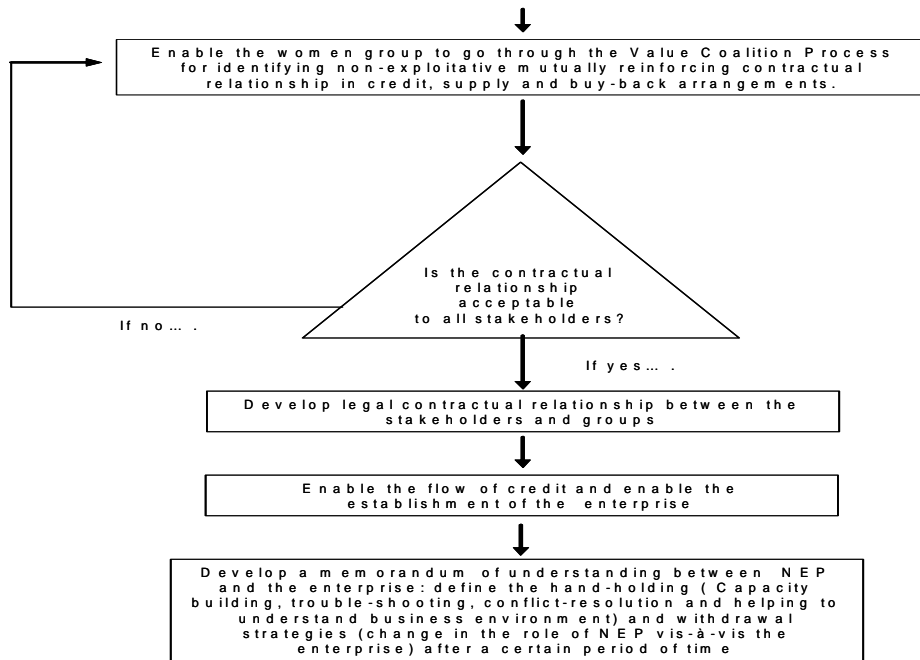 Enable the women group to go through the Value Coalition Process
for identifying non-exploitative mutually reinforcing contractual
relationship in credit, supply and buy-back arrangements.
Is the contractual
relationship
acceptable
to all stakeholders?
If no… .
If yes… .
Develop legal contractual relationship between the
stakeholders and groups
Enable the flow of credit and enable the
establishment of the enterprise
Develop a memorandum of understanding between NEP
and the enterprise: define the hand-holding ( Capacity
building, trouble-shooting, conflict-resolution and helping to
understand business environment) and withdrawal
strategies (change in the role of NEP vis-à-vis the
enterprise) after a certain period of time